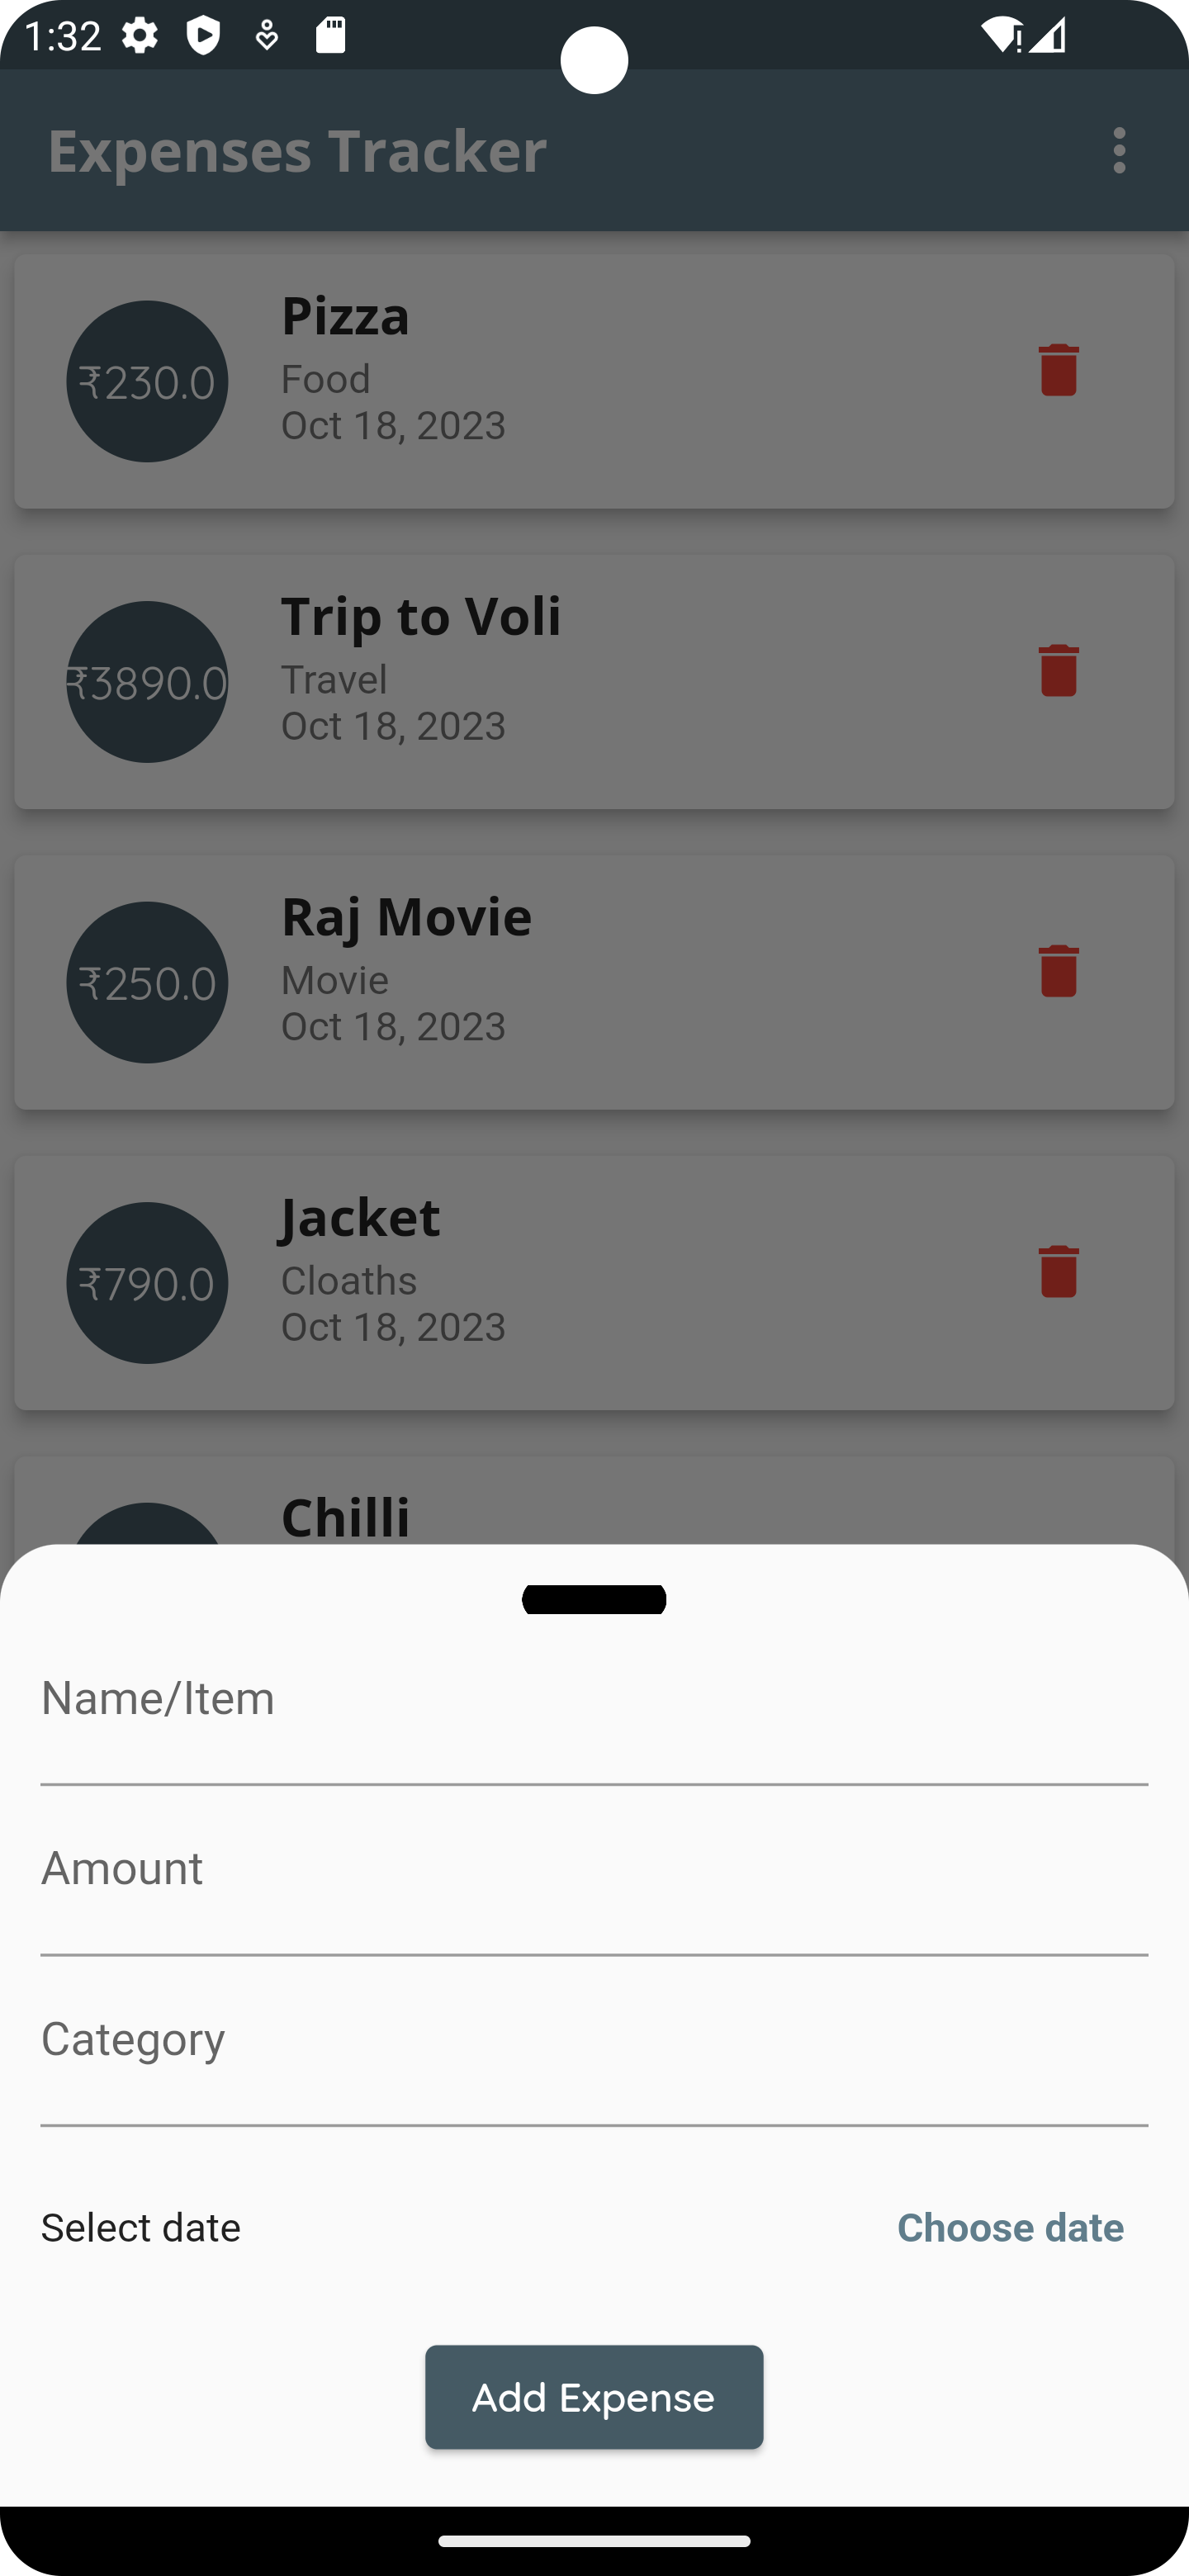 1:32
Expenses Tracker
Pizza
₹230.0
Food
Oct 18, 2023
Trip to Voli
₹3890.0
Travel
Oct 18, 2023
Raj Movie
₹250.0
Movie
Oct 18, 2023
Jacket
₹790.0
Cloaths
Oct 18, 2023
Chilli
Name/Item
Amount
Category
Select date
Choose date
Add Expense